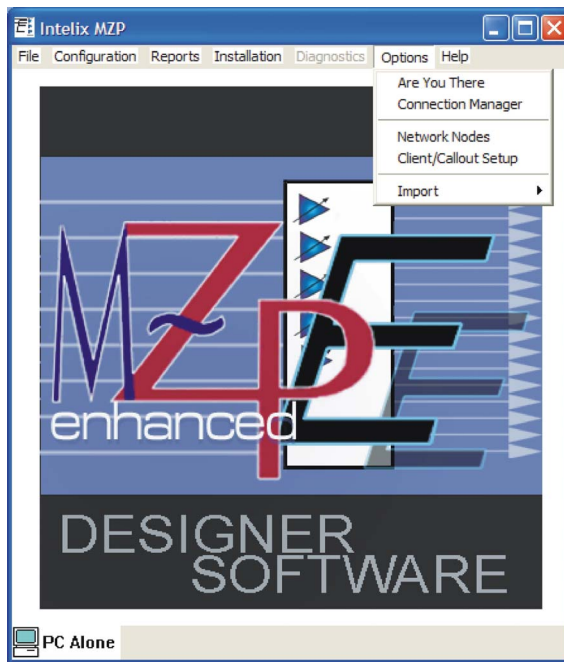 Intelix MZP
File Configuration Reports Installation Diagnostics Options Help
Are You There
Connection Manager
Network Nodes
Client/Callout Setup
Import
MZP E
enhanced
DESIGNER
SOFTWARE
PC Alone